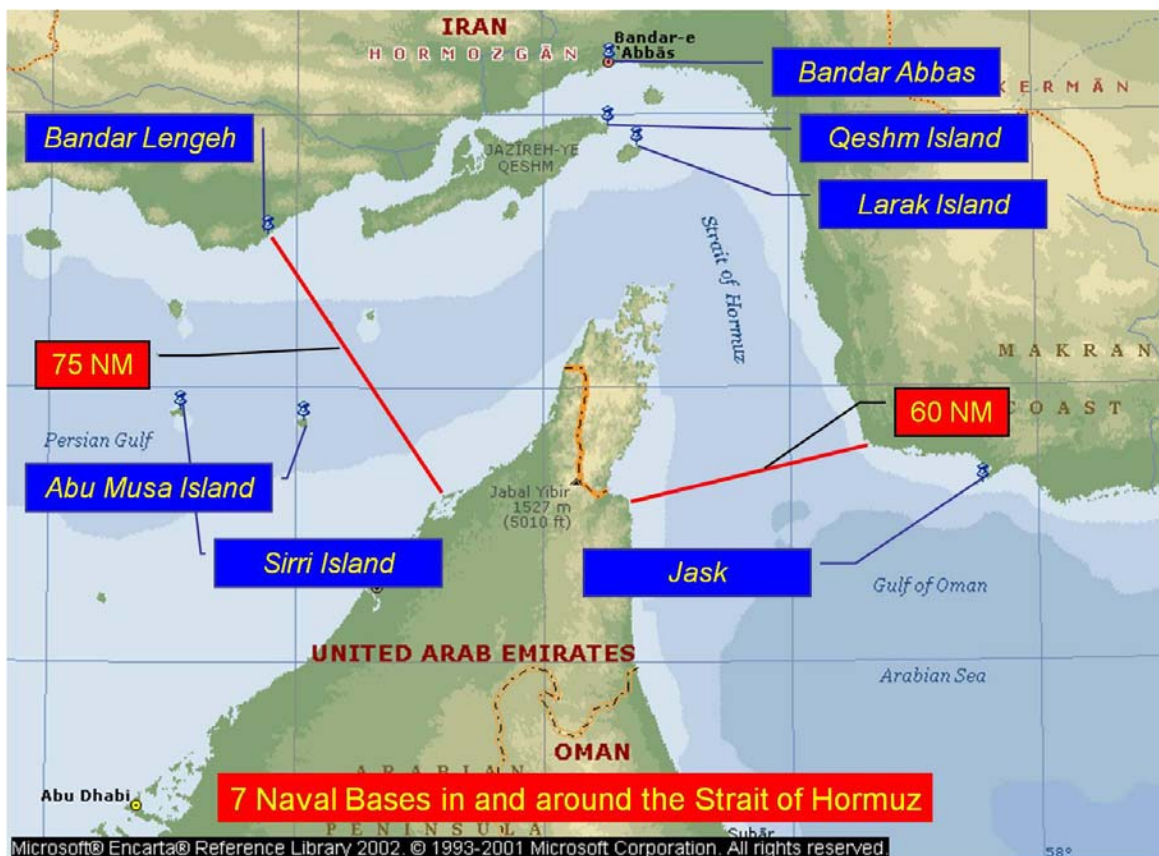 IRAN
HORMOZGĀN
Bandar-e
'Abbās
Bandar Abbas
KERMĀN
Bandar Lengeh
Qeshm Island
JAZĪREH-YE
QESHM
Larak Island
Strait of Hormuz
75 NM
MAKRAN
COAST
60 NM
Persian Gulf
Abu Musa Island
Jabal Yibir
1527 m
(5010 ft)
Sirri Island
Jask
Gulf of Oman
UNITED ARAB EMIRATES
Arabian Sea
OMAN
ARABIAN
PENINSULA
Abu Dhabi
7 Naval Bases in and around the Strait of Hormuz
Suḥār
58°
Microsoft® Encarta® Reference Library 2002. © 1993-2001 Microsoft Corporation. All rights reserved.